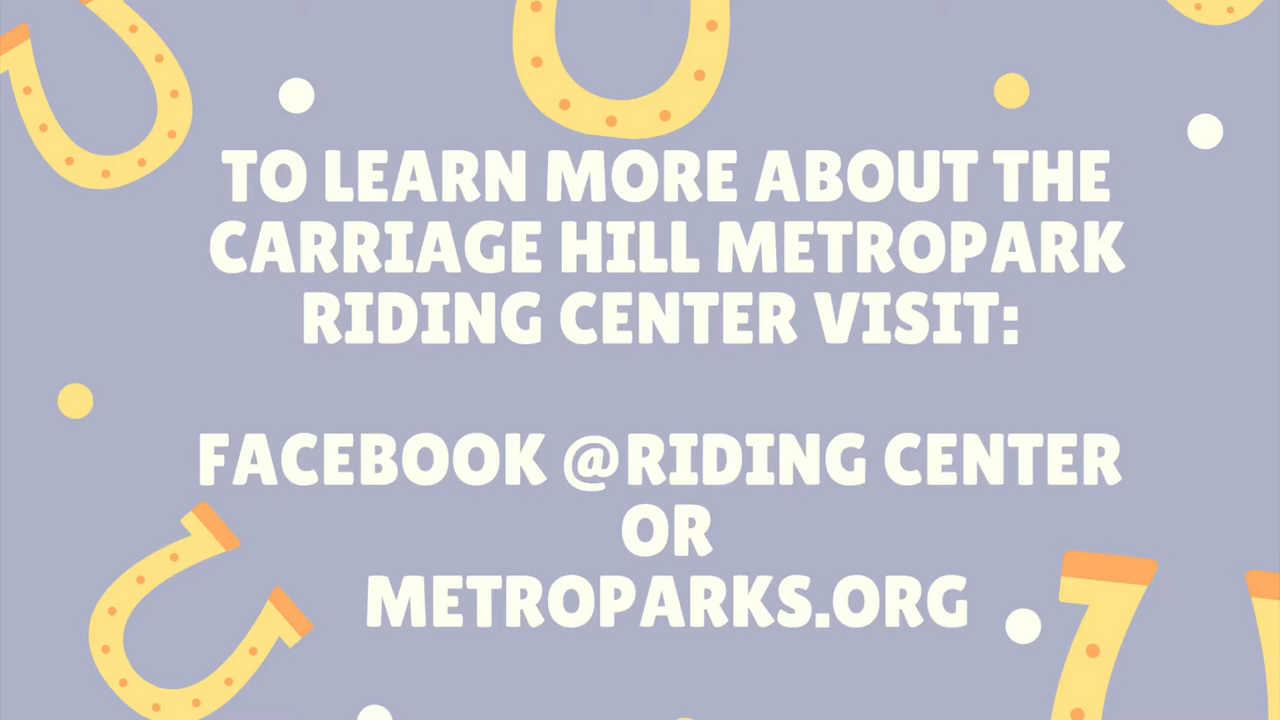 TO LEARN MORE ABOUT THE
CARRIAGE HILL METROPARK
RIDING CENTER VISIT:
FACEBOOK @RIDING CENTER
OR
METROPARKS.ORG